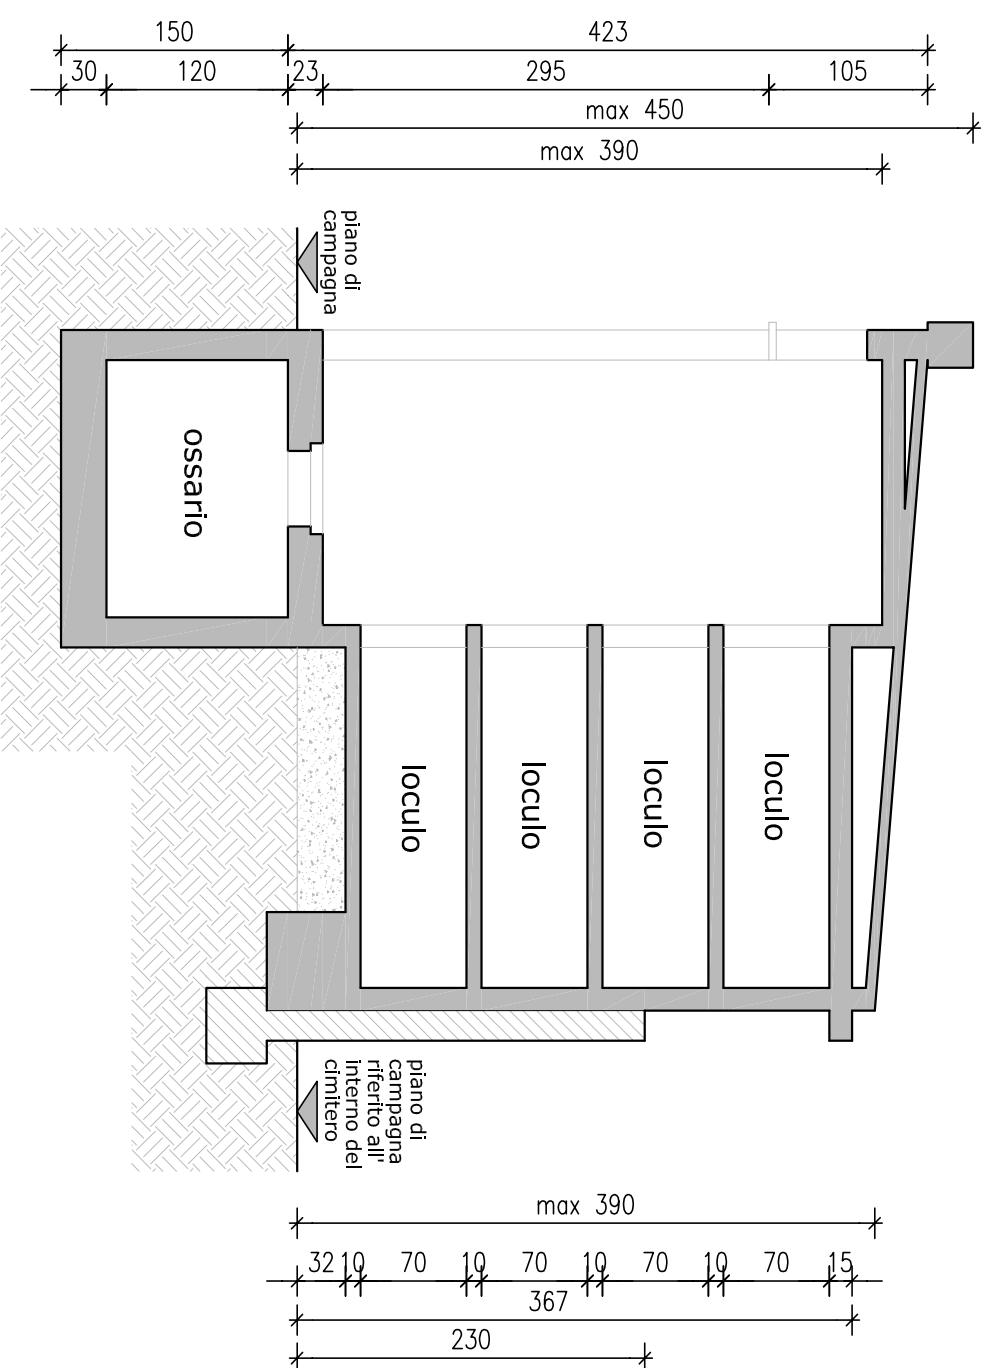 150
423
30
120
23
295
105
max 450
max 390
piano di
campagna
ossario
loculo
loculo
loculo
loculo
piano di
campagna
riferito all'
interno del
cimitero
max 390
32 10 70 10 70 10 70 10 70 15
367
230